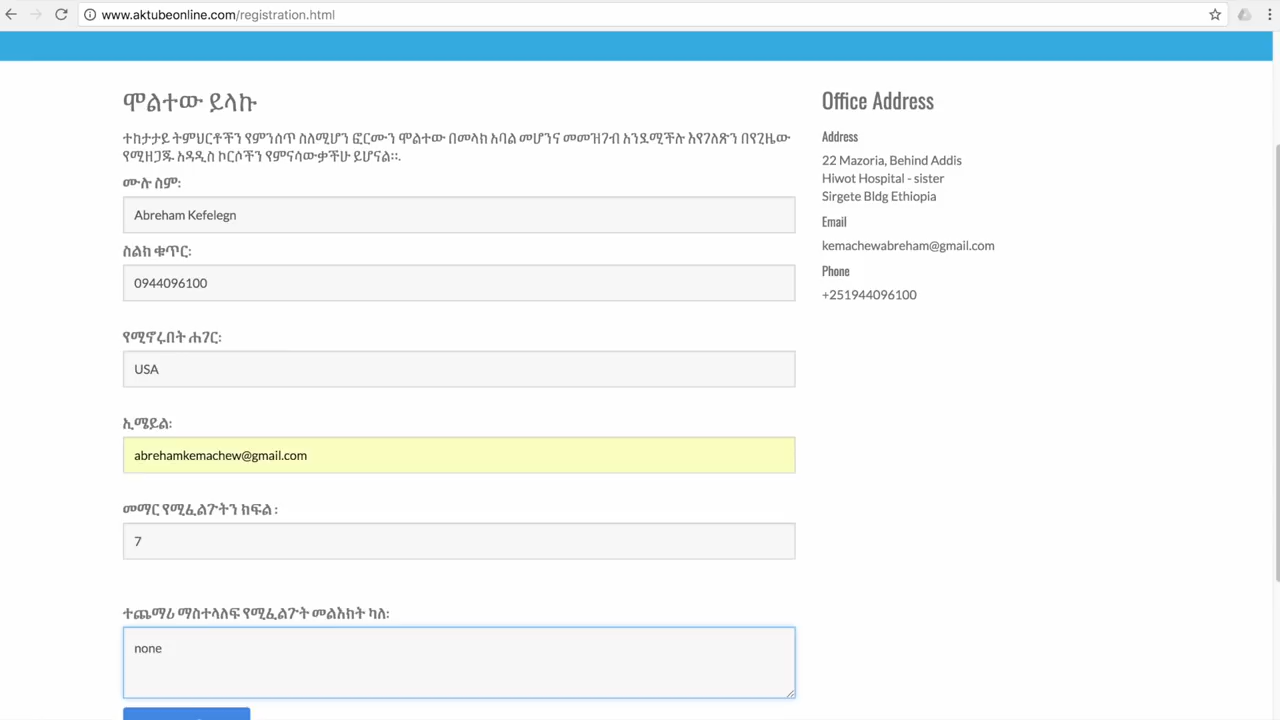 www.aktubeonline.com/registration.html
ሞልተው ይላኩ
ተከታታይ ትምህርቶችን የምንሰጥ ስለሚሆን ፎርሙን ሞልተው በመላክ አባል መሆንና መመዝገብ እንደሚችሉ እየገለጽን በየጊዜው
የሚዘጋጁ አዳዲስ ኮርሶችን የምናሳውቃችሁ ይሆናል።.
ሙሉ ስም:
Abreham Kefelegn
ስልክ ቁጥር:
0944096100
የሚኖሩበት ሐገር:
USA
ኢሜይል:
abrehamkemachew@gmail.com
መማር የሚፈልጉትን ክፍል :
7
ተጨማሪ ማስተላለፍ የሚፈልጉት መልእክት ካለ:
none
Office Address
Address
22 Mazoria, Behind Addis
Hiwot Hospital - sister
Sirgete Bldg Ethiopia
Email
kemachewabreham@gmail.com
Phone
+251944096100